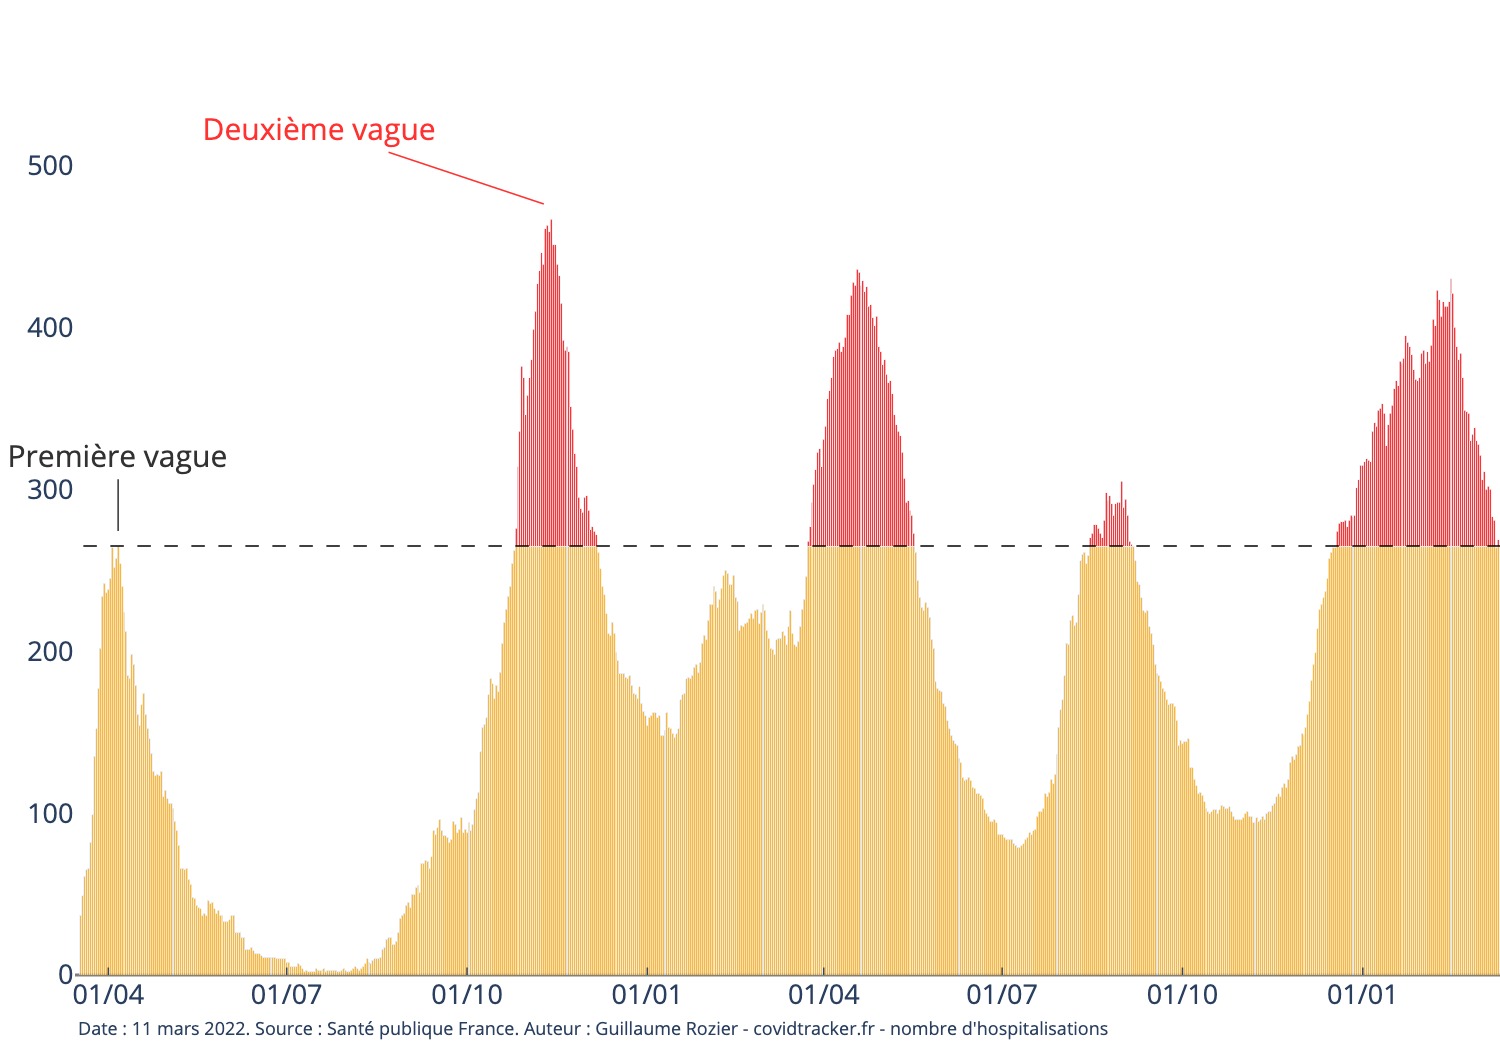 Deuxième vague
500
400
Première vague
300
200
100
0
01/04 01/07 01/10 01/01 01/04 01/07 01/10 01/01
Date : 11 mars 2022. Source : Santé publique France. Auteur : Guillaume Rozier - covidtracker.fr - nombre d'hospitalisations